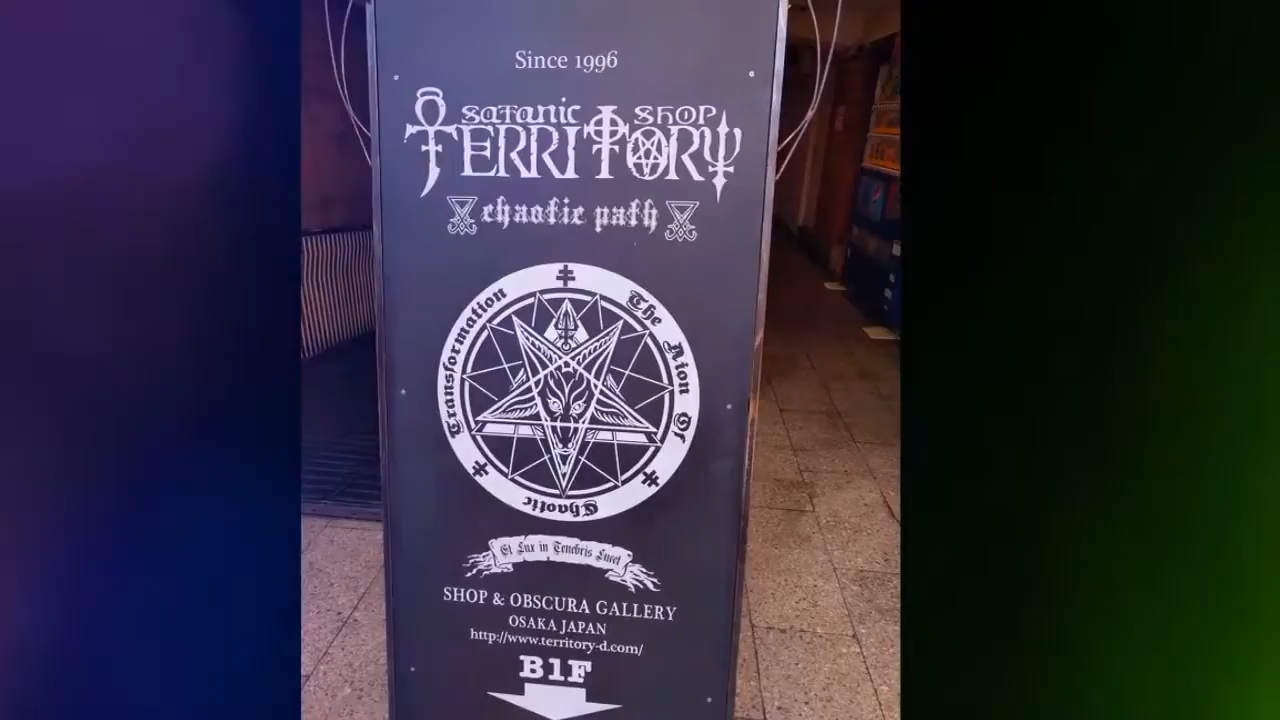 Since 1996
satanic shop
TERRITORY
chaotic path
The Aion Of Chaotic Transformation
Et Lux in Tenebris Lucet
SHOP & OBSCURA GALLERY
OSAKA JAPAN
http://www.territory-d.com/
B1F